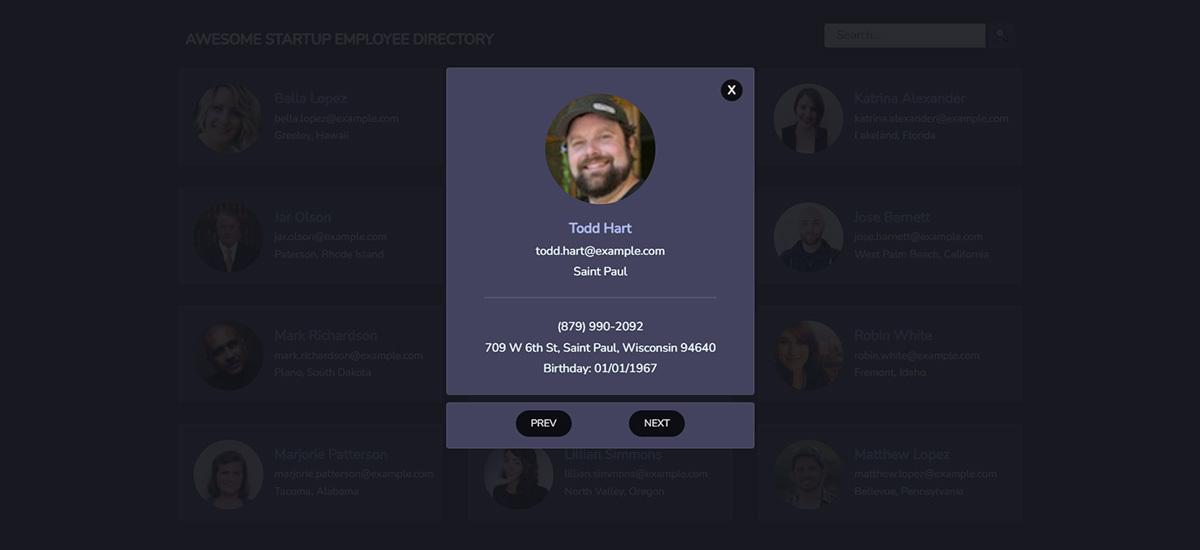 AWESOME STARTUP EMPLOYEE DIRECTORY
Search...
X
Bella Lopez
bella.lopez@example.com
Greeley, Hawaii
Todd Hart
todd.hart@example.com
Saint Paul
(879) 990-2092
709 W 6th St, Saint Paul, Wisconsin 94640
Birthday: 01/01/1967
PREV
NEXT
Katrina Alexander
katrina.alexander@example.com
Lakeland, Florida
Jar Olson
jar.olson@example.com
Paterson, Rhode Island
Jose Barnett
jose.barnett@example.com
West Palm Beach, California
Mark Richardson
mark.richardson@example.com
Plano, South Dakota
Robin White
robin.white@example.com
Fremont, Idaho
Marjorie Patterson
marjorie.patterson@example.com
Tacoma, Alabama
Lillian Simmons
lillian.simmons@example.com
North Valley, Oregon
Matthew Lopez
matthew.lopez@example.com
Bellevue, Pennsylvania